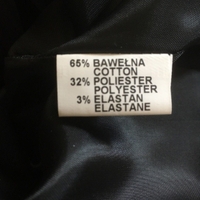 65% BAWEŁNA
COTTON
32% POLIESTER
POLYESTER
3% ELASTAN
ELASTANE